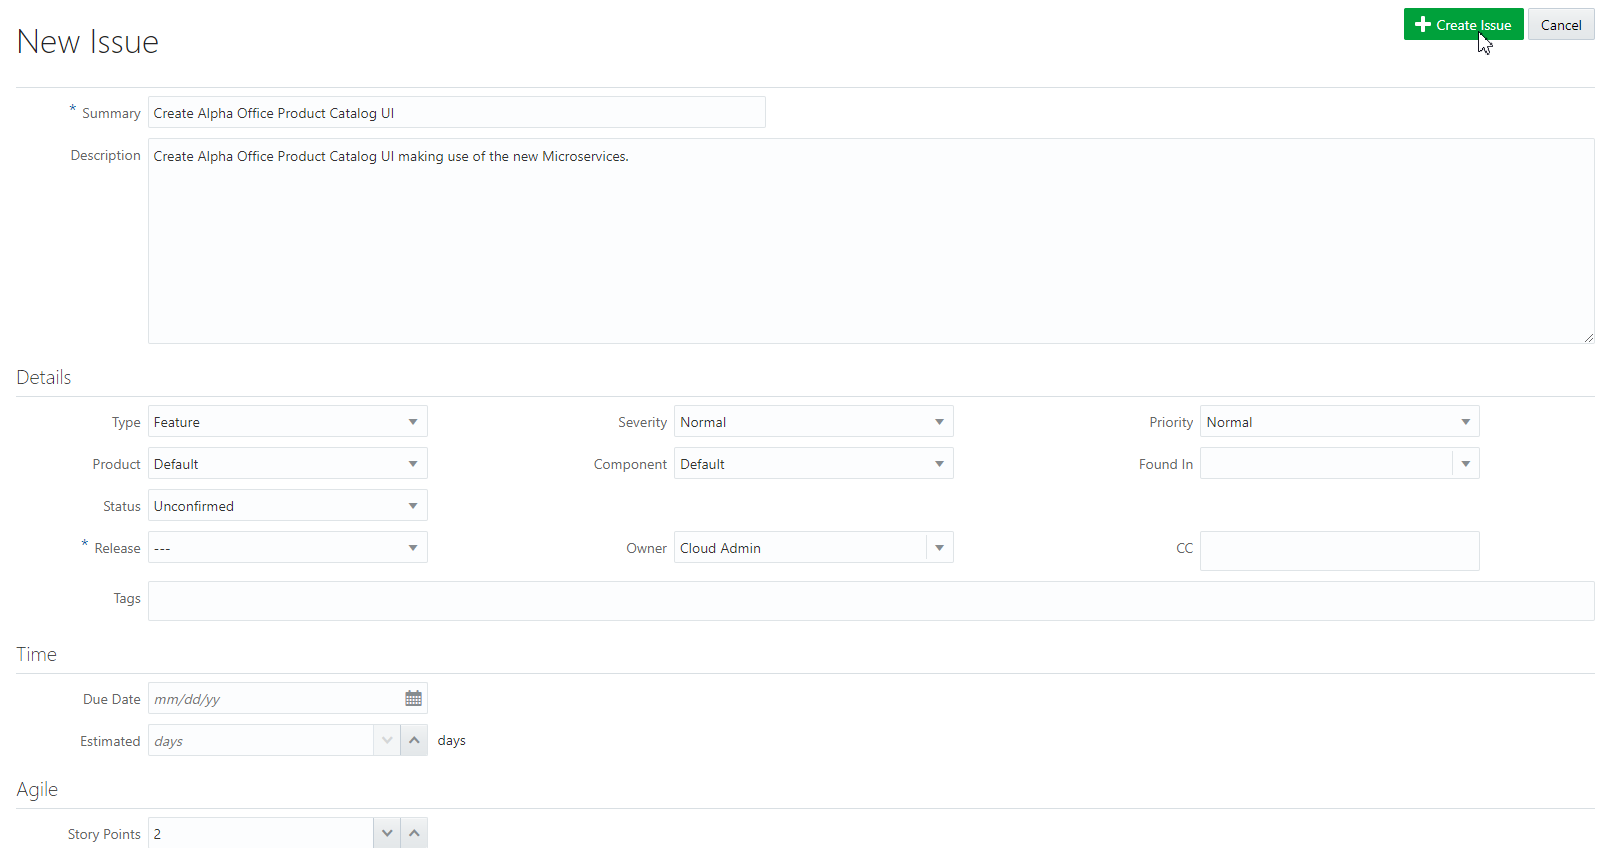 New Issue
Create Issue Cancel
* Summary Create Alpha Office Product Catalog UI
Description Create Alpha Office Product Catalog UI making use of the new Microservices.
Details
Type Feature Severity Normal Priority Normal
Product Default Component Default Found In
Status Unconfirmed
* Release --- Owner Cloud Admin CC
Tags
Time
Due Date mm/dd/yy
Estimated days days
Agile
Story Points 2